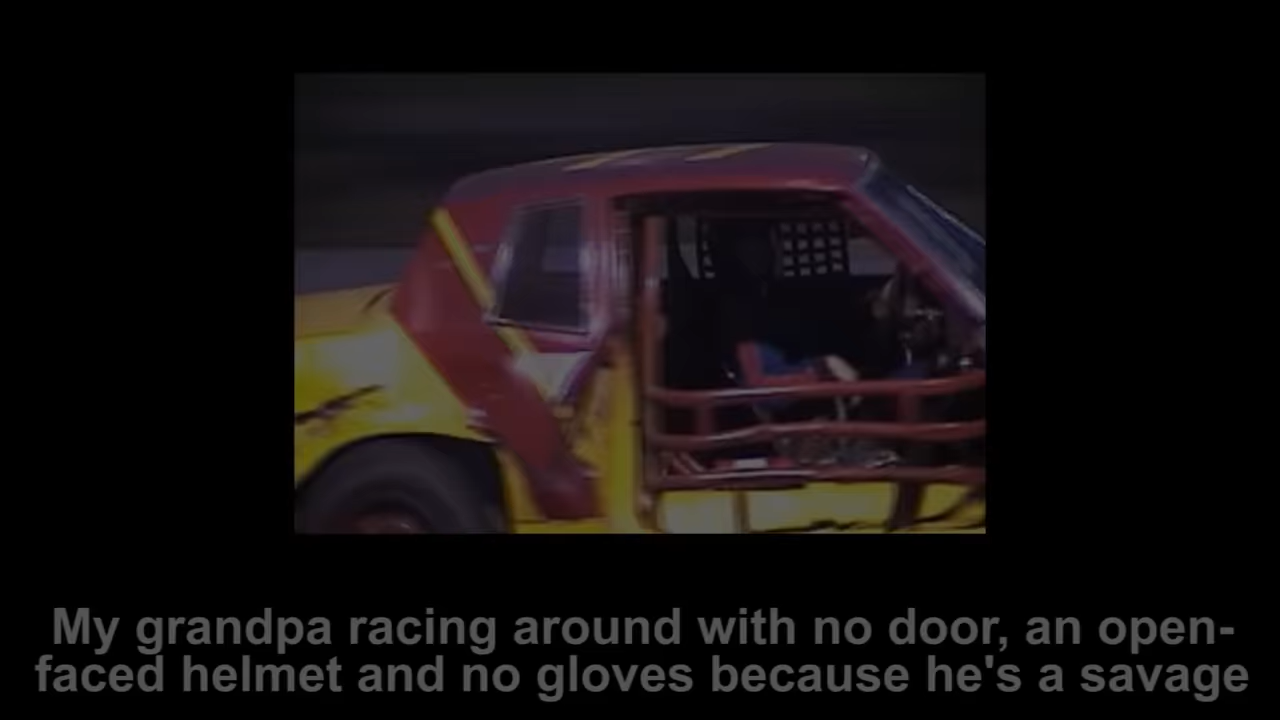 My grandpa racing around with no door, an open-
faced helmet and no gloves because he's a savage